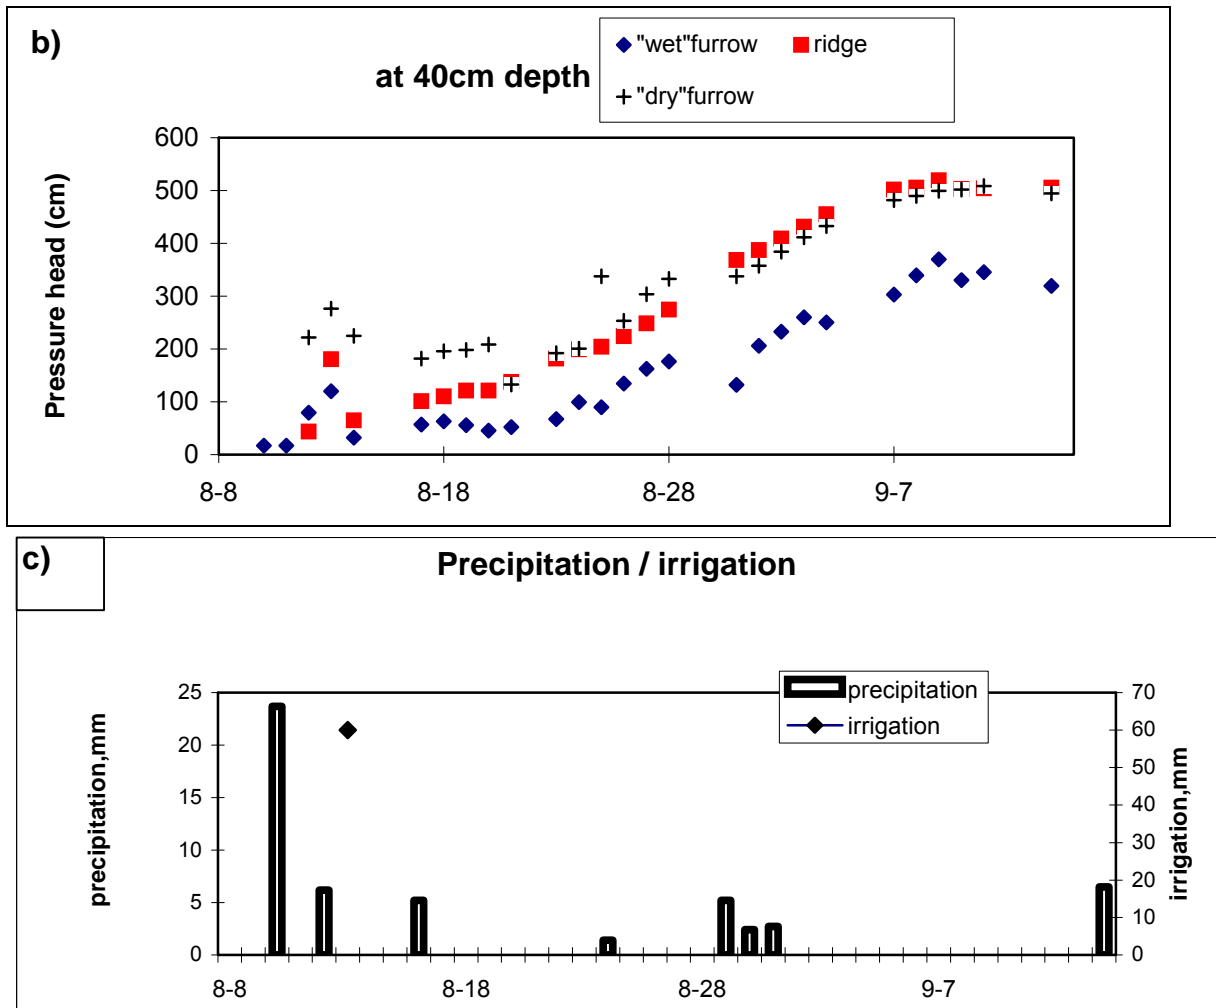 b)
at 40cm depth
"wet"furrow ridge
"dry"furrow
Pressure head (cm)
600
500
400
300
200
100
0
8-8 8-18 8-28 9-7
c)
Precipitation / irrigation
precipitation
irrigation
precipitation,mm
25
20
15
10
5
0
70
60
50
40
30
20
10
0
irrigation,mm
8-8 8-18 8-28 9-7